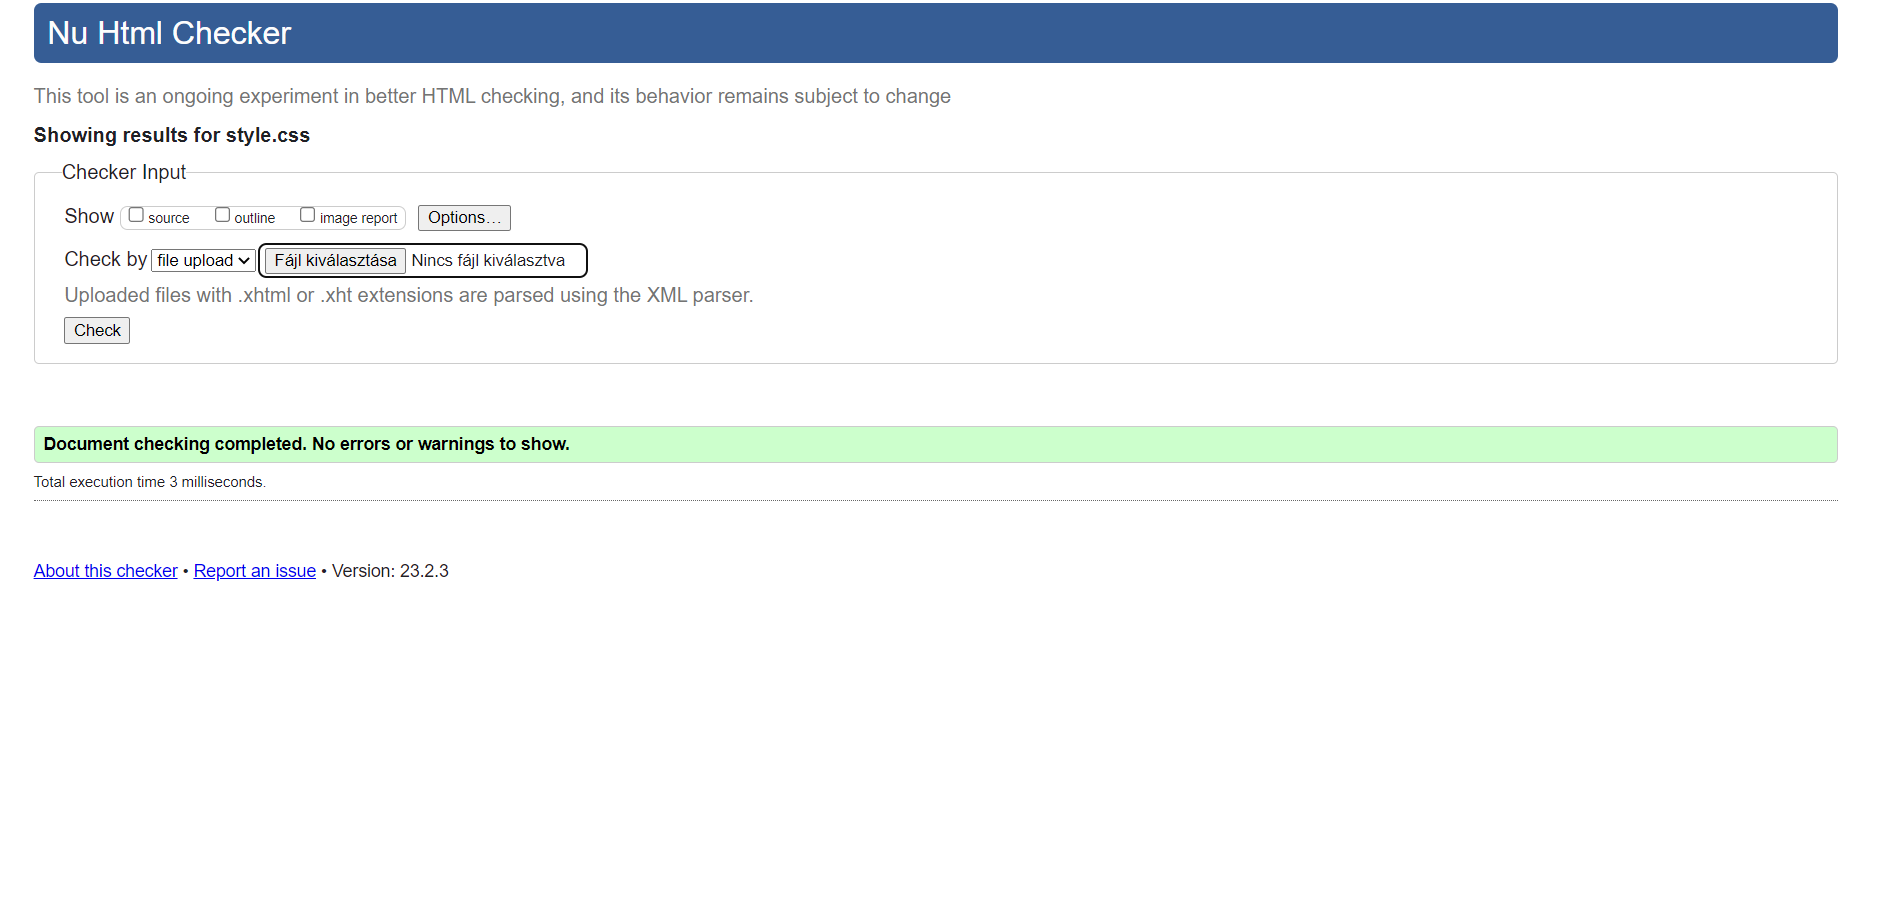 Nu Html Checker
This tool is an ongoing experiment in better HTML checking, and its behavior remains subject to change
Showing results for style.css
Checker Input
Show source outline image report Options...
Check by file upload Fájl kiválasztása Nincs fájl kiválasztva
Uploaded files with .xhtml or .xht extensions are parsed using the XML parser.
Check
Document checking completed. No errors or warnings to show.
Total execution time 3 milliseconds.
About this checker • Report an issue • Version: 23.2.3